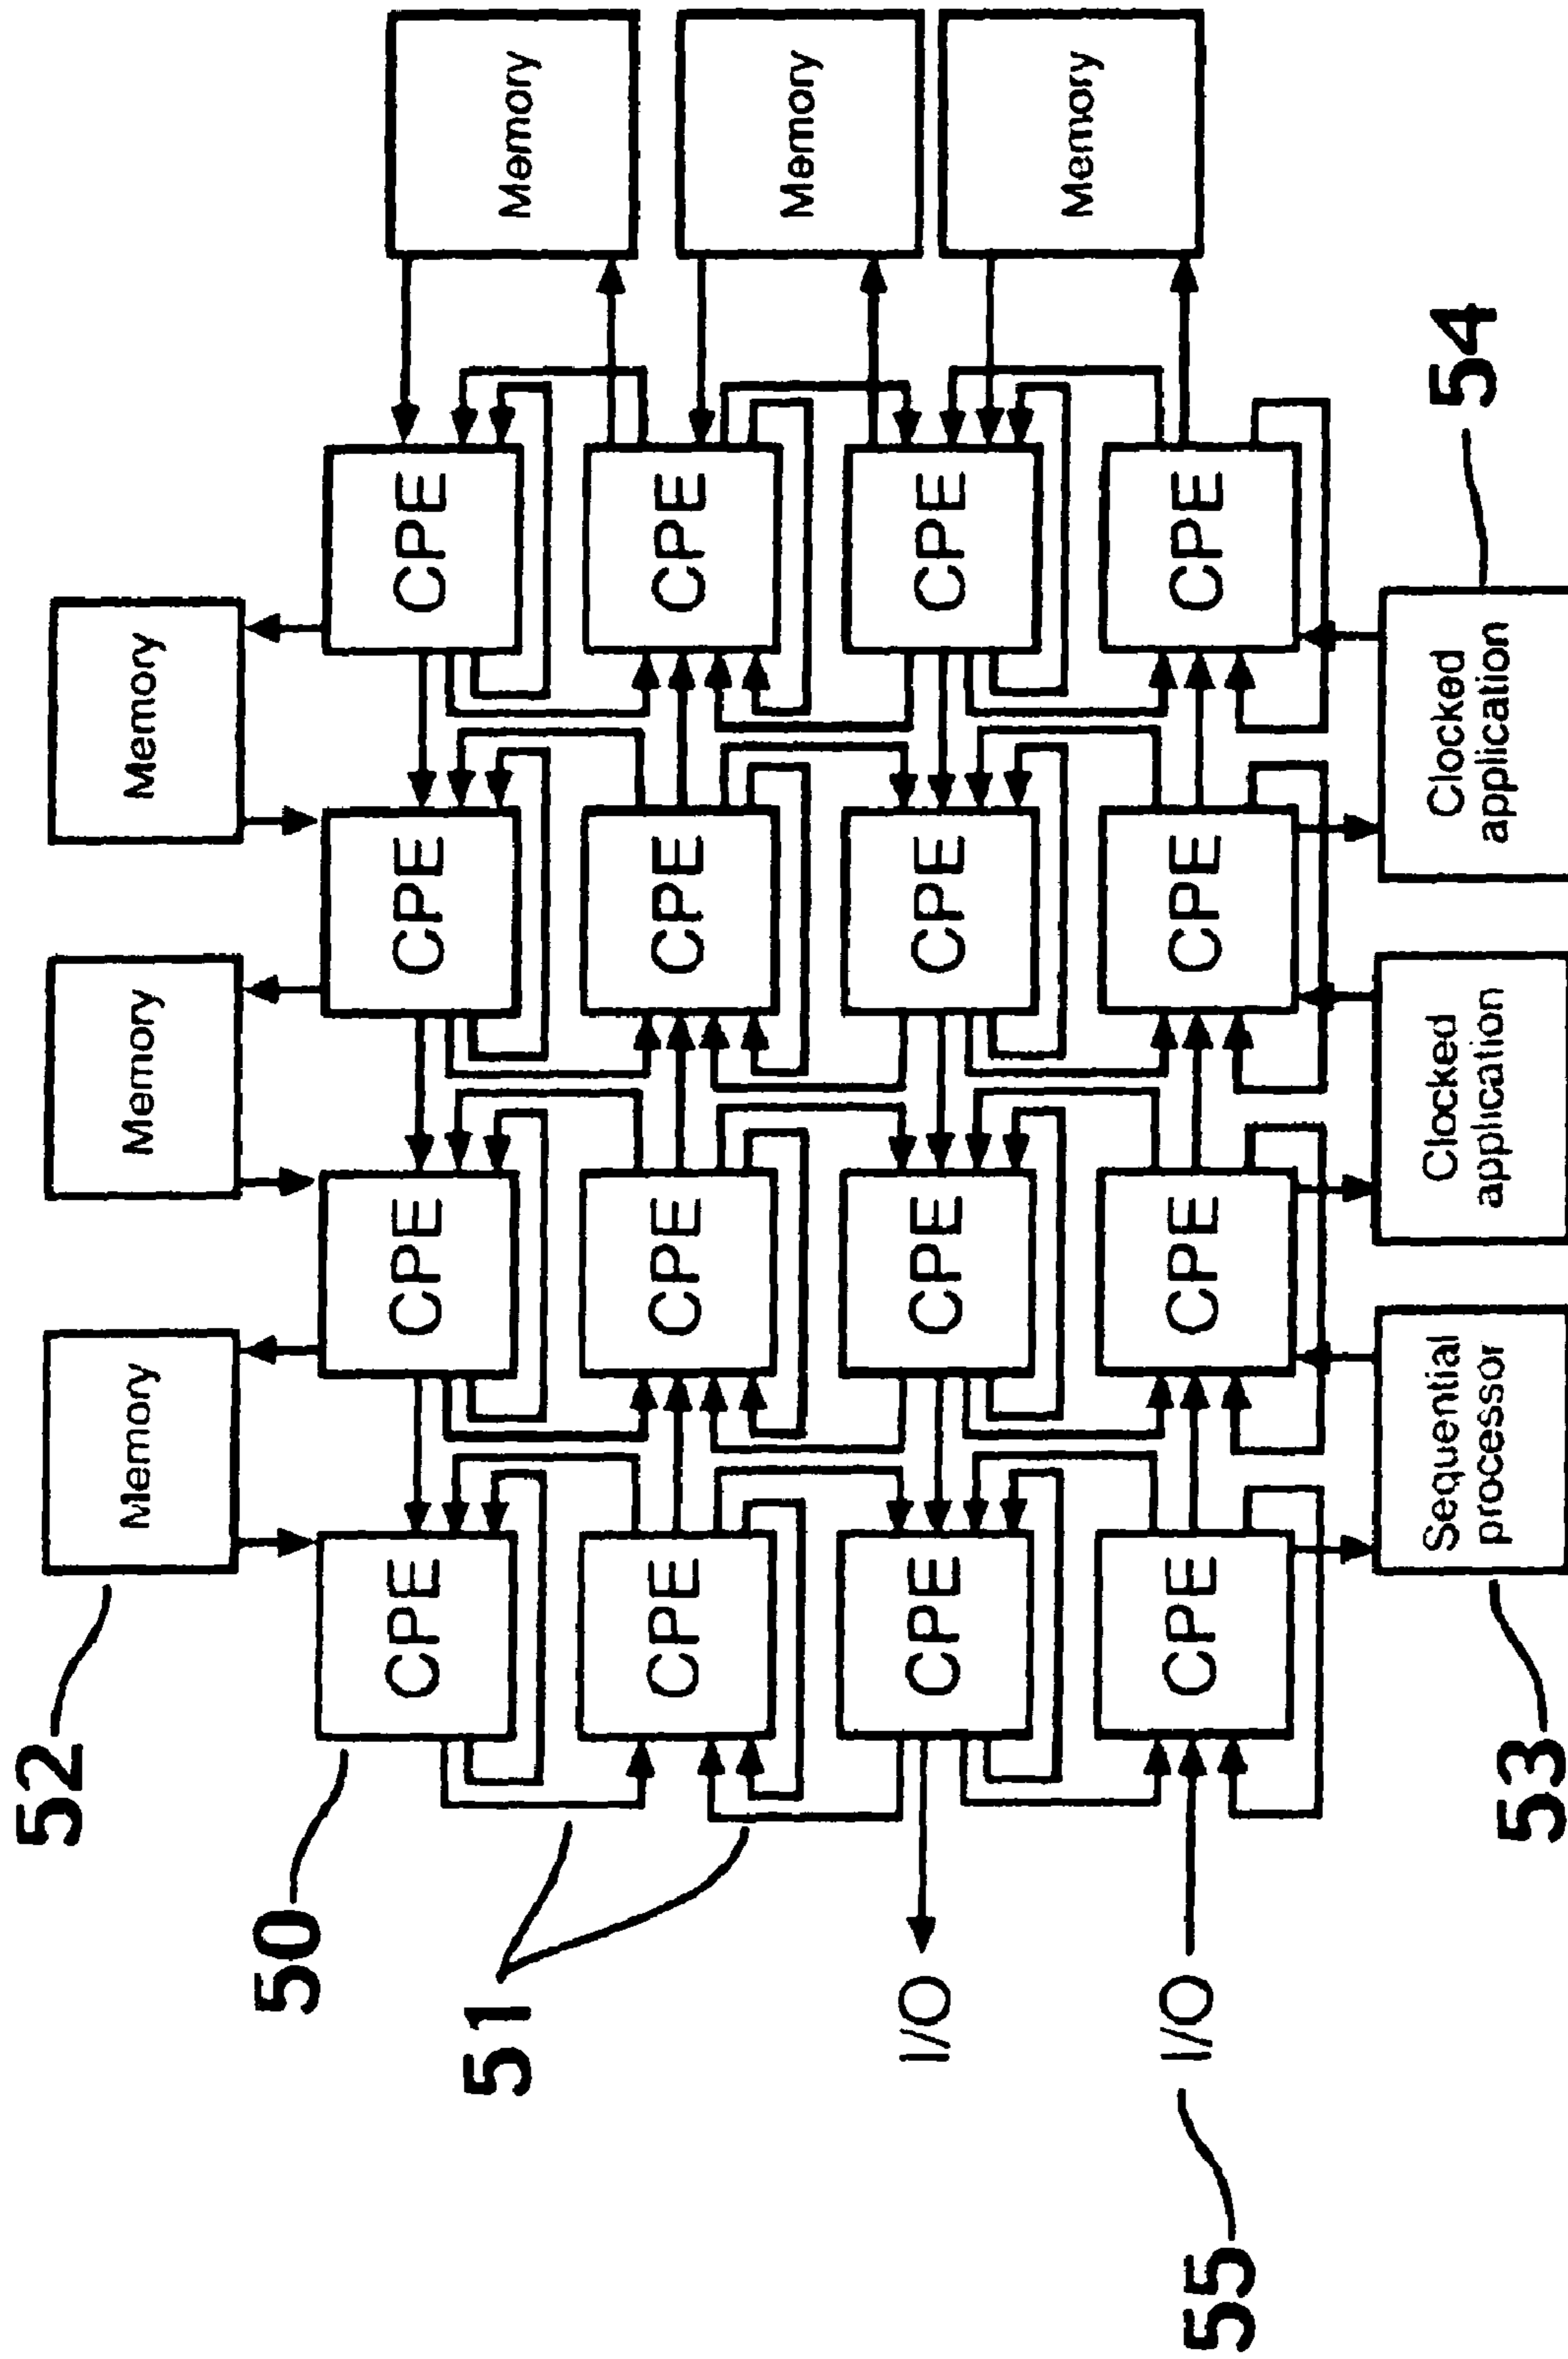 52
Memory
Memory
Memory
50
CPE
CPE
CPE
CPE
Memory
51
CPE
CPE
CPE
CPE
Memory
I/O
CPE
CPE
CPE
CPE
Memory
55
I/O
CPE
CPE
CPE
CPE
Sequential
processor
Clocked
application
Clocked
application
54
53